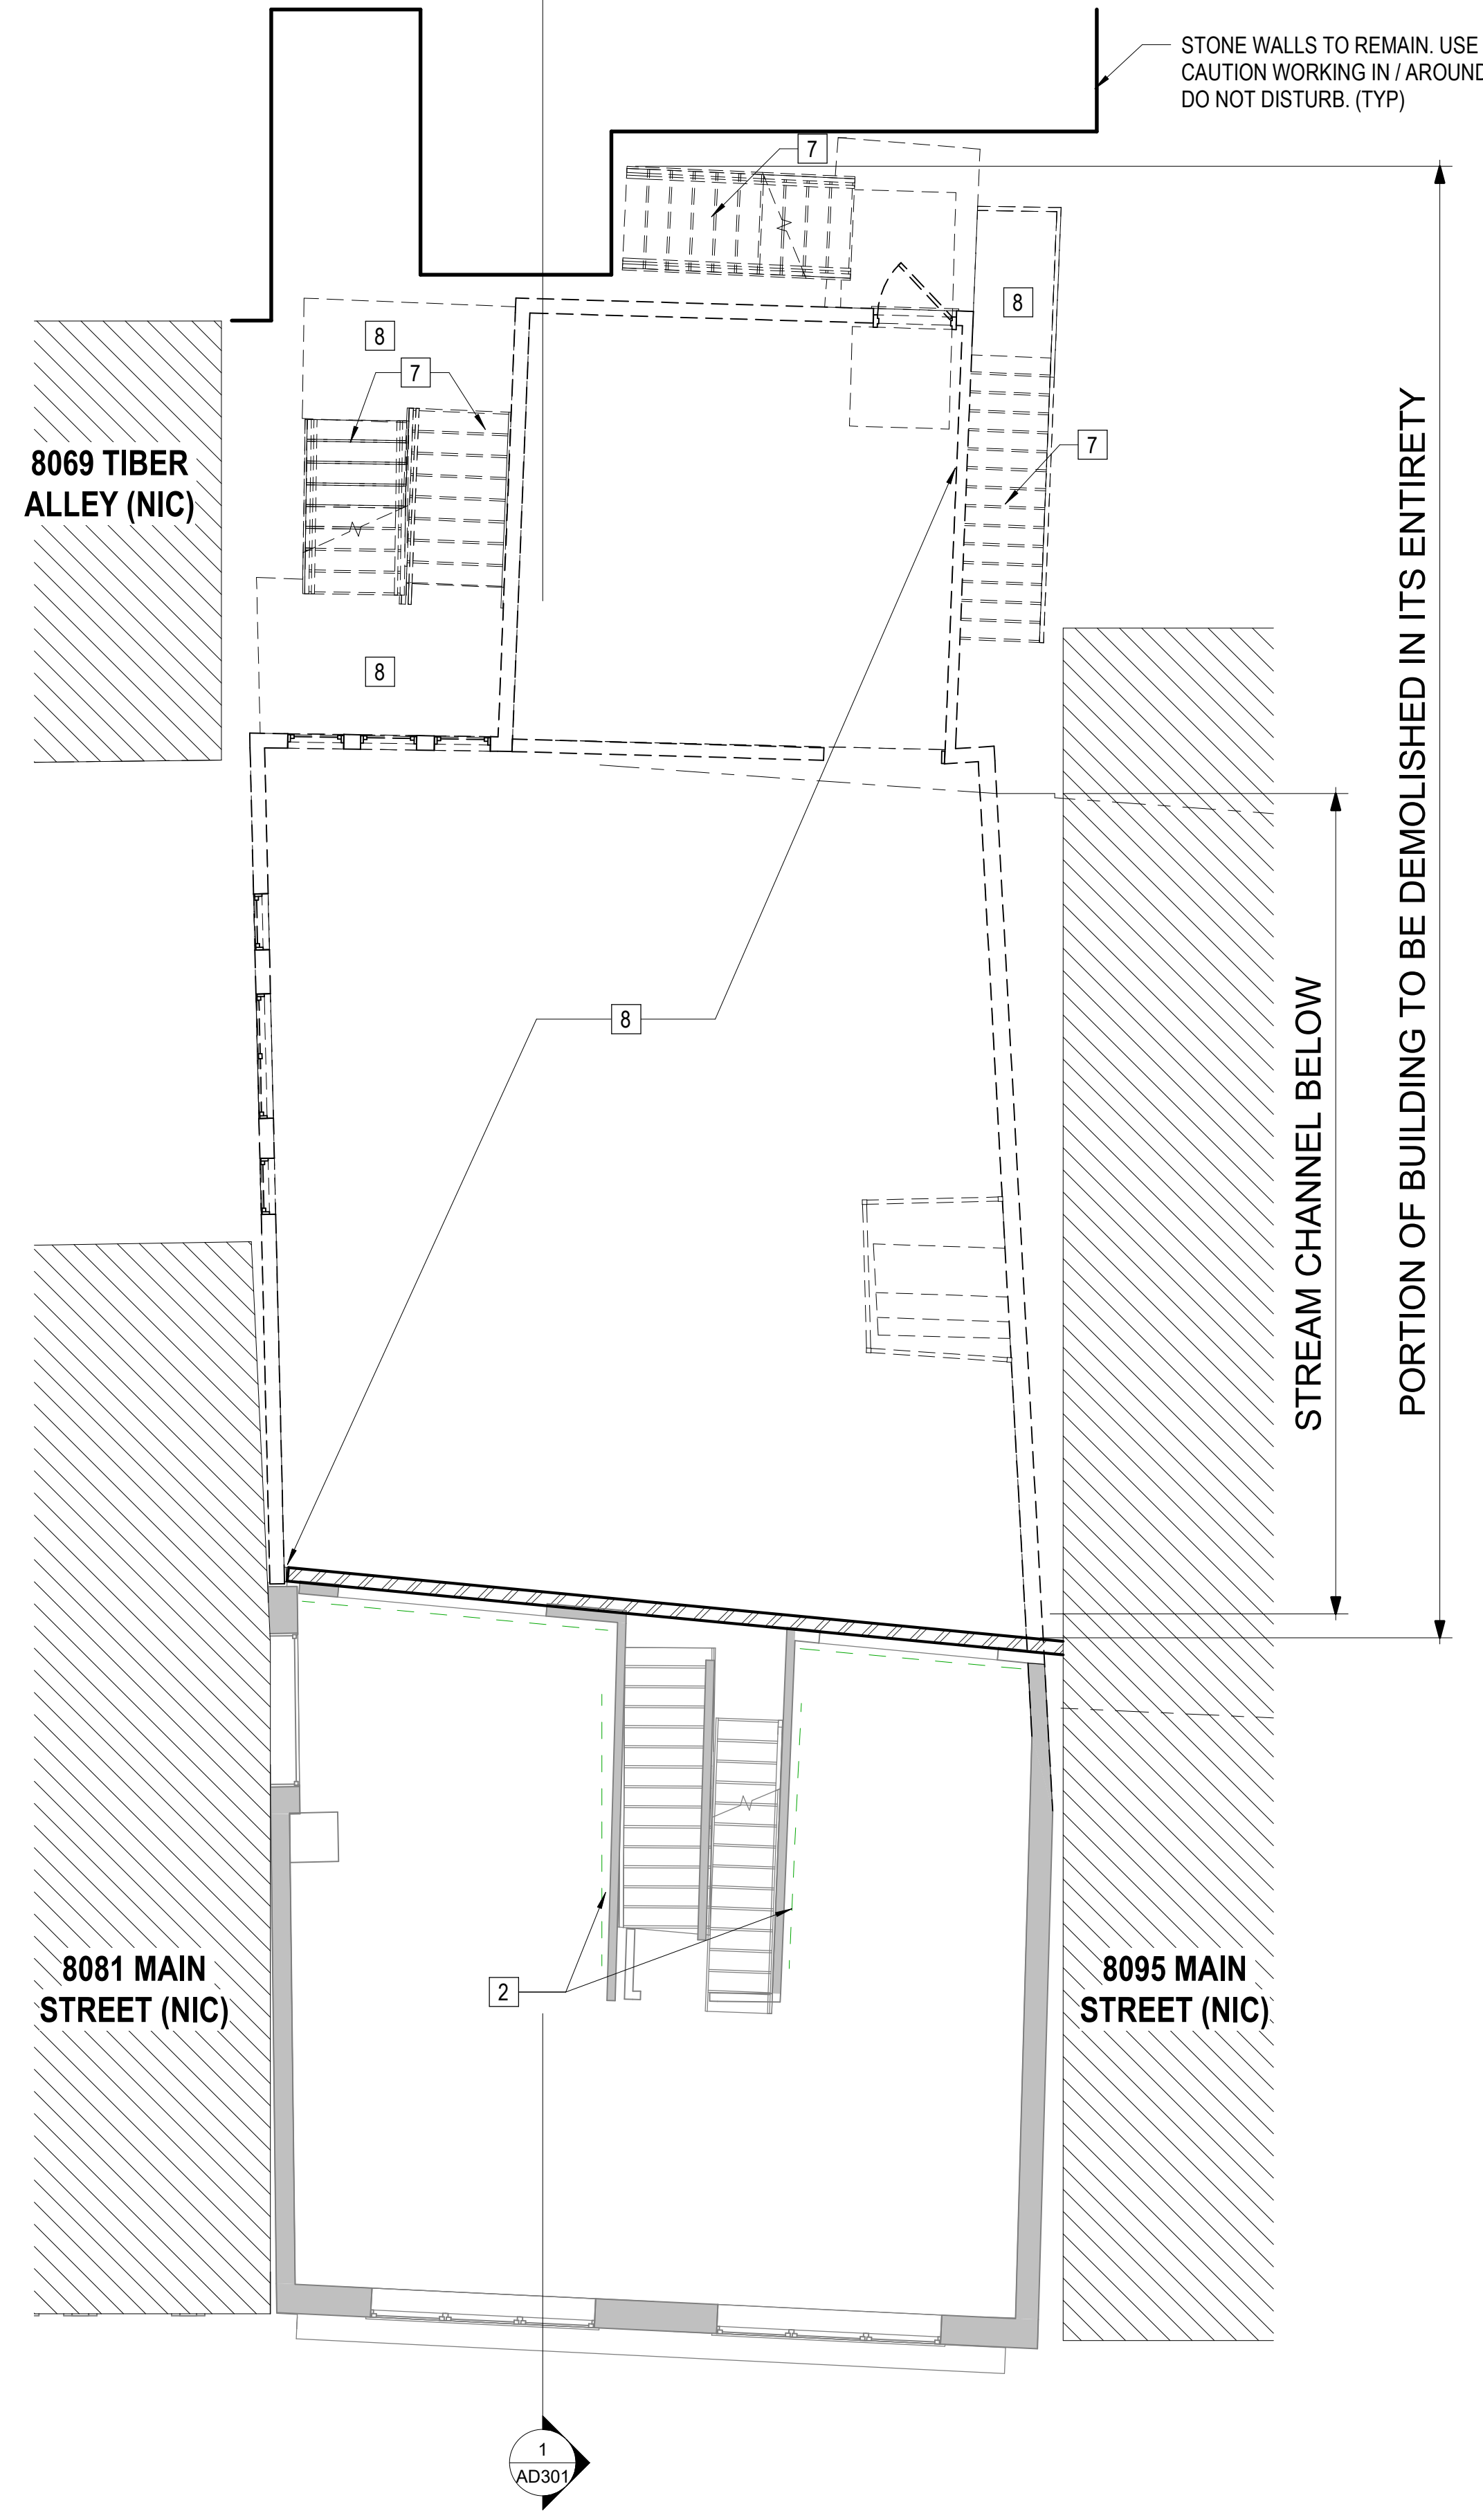 STONE WALLS TO REMAIN. USE
CAUTION WORKING IN / AROUND
DO NOT DISTURB. (TYP)
7
8
8
7
8069 TIBER
ALLEY (NIC)
7
8
8
PORTION OF BUILDING TO BE DEMOLISHED IN ITS ENTIRETY
STREAM CHANNEL BELOW
8081 MAIN
STREET (NIC)
2
8095 MAIN
STREET (NIC)
1
AD301